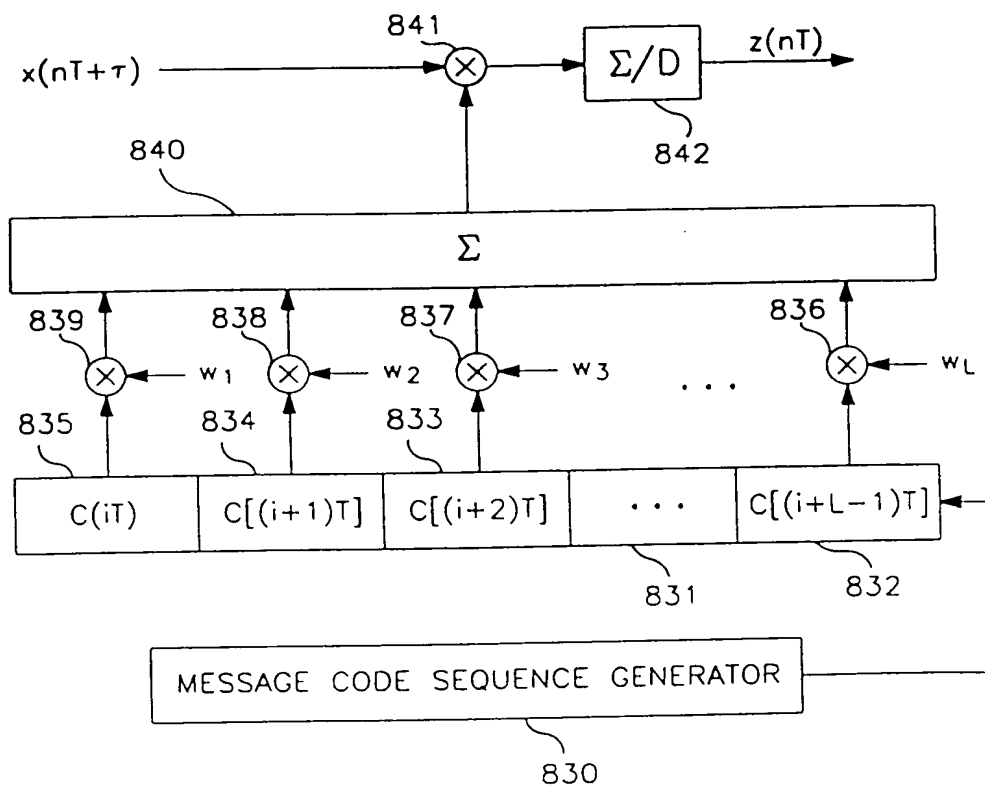 841
x(nT+τ)
Σ/D
z(nT)
842
840
Σ
839
838
837
836
w1
w2
w3
. . .
wL
835
834
833
C(iT)
C[(i+1)T]
C[(i+2)T]
· · ·
C[(i+L−1)T]
831
832
MESSAGE CODE SEQUENCE GENERATOR
830